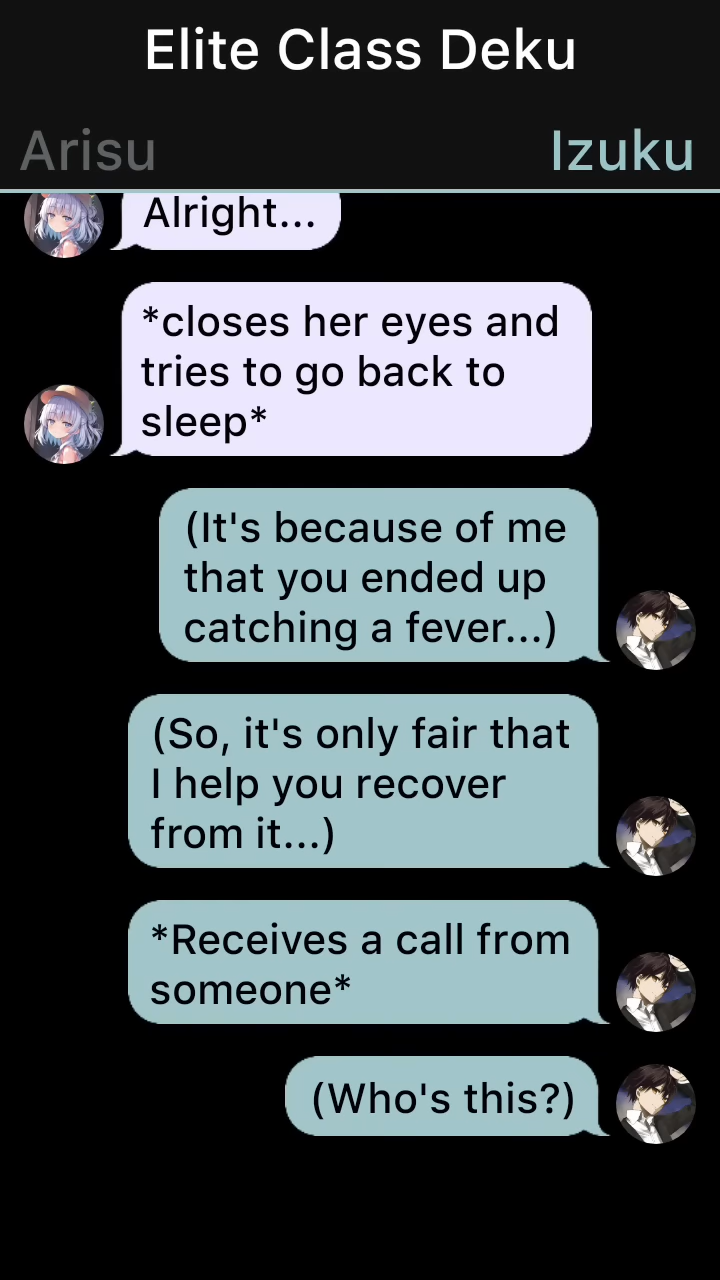 Elite Class Deku
Arisu
Izuku
Alright...
*closes her eyes and
tries to go back to
sleep*
(It's because of me
that you ended up
catching a fever...)
(So, it's only fair that
I help you recover
from it...)
*Receives a call from
someone*
(Who's this?)